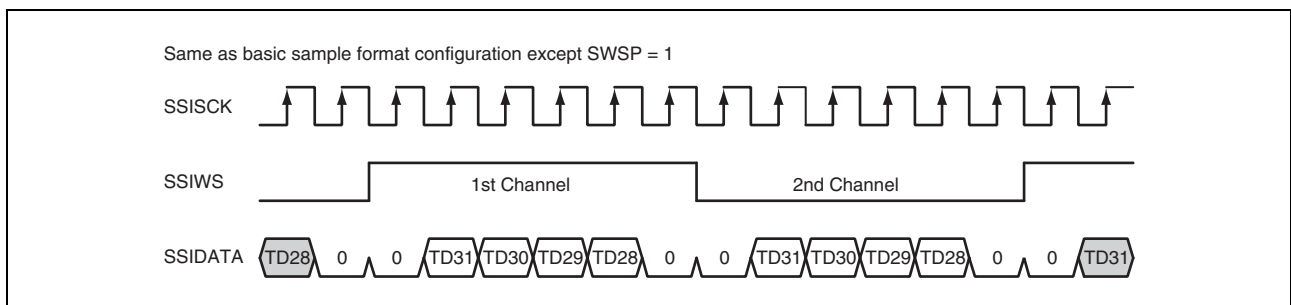 Same as basic sample format configuration except SWSP = 1
SSISCK
SSIWS 1st Channel 2nd Channel
SSIDATA TD28 0 0 TD31 TD30 TD29 TD28 0 0 TD31 TD30 TD29 TD28 0 0 TD31